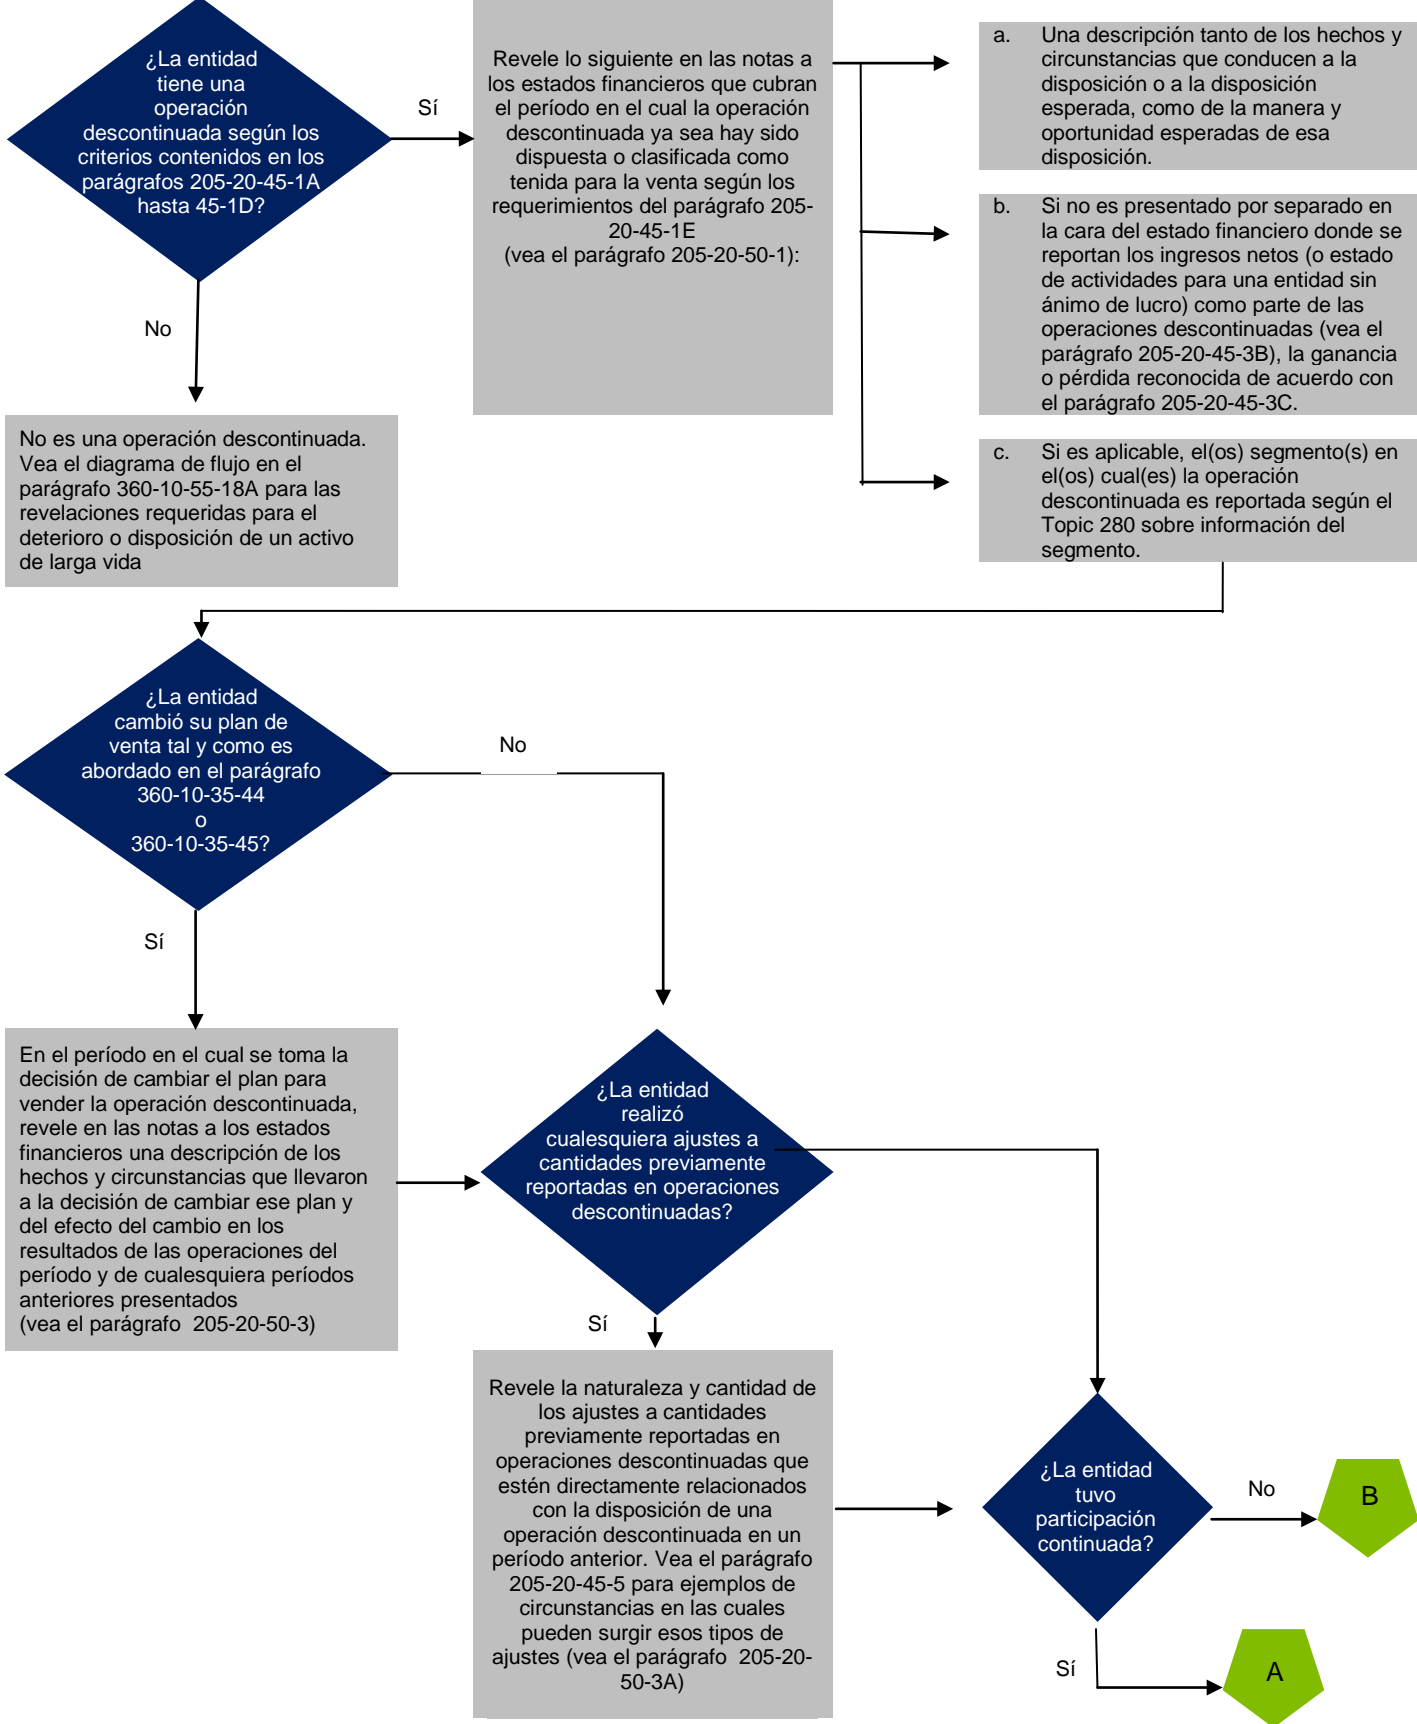 ¿La entidad
tiene una
operación
descontinuada según los
criterios contenidos en los
parágrafos 205-20-45-1A
hasta 45-1D?
Sí
No
Revele lo siguiente en las notas a
los estados financieros que cubran
el período en el cual la operación
descontinuada ya sea hay sido
dispuesta o clasificada como
tenida para la venta según los
requerimientos del parágrafo 205-
20-45-1E
(vea el parágrafo 205-20-50-1):
a. Una descripción tanto de los hechos y
circunstancias que conducen a la
disposición o a la disposición
esperada, como de la manera y
oportunidad esperadas de esa
disposición.
b. Si no es presentado por separado en
la cara del estado financiero donde se
reportan los ingresos netos (o estado
de actividades para una entidad sin
ánimo de lucro) como parte de las
operaciones descontinuadas (vea el
parágrafo 205-20-45-3B), la ganancia
o pérdida reconocida de acuerdo con
el parágrafo 205-20-45-3C.
c. Si es aplicable, el(os) segmento(s) en
el(os) cual(es) la operación
descontinuada es reportada según el
Topic 280 sobre información del
segmento.
No es una operación descontinuada.
Vea el diagrama de flujo en el
parágrafo 360-10-55-18A para las
revelaciones requeridas para el
deterioro o disposición de un activo
de larga vida
¿La entidad
cambió su plan de
venta tal y como es
abordado en el parágrafo
360-10-35-44
o
360-10-35-45?
No
Sí
En el período en el cual se toma la
decisión de cambiar el plan para
vender la operación descontinuada,
revele en las notas a los estados
financieros una descripción de los
hechos y circunstancias que llevaron
a la decisión de cambiar ese plan y
del efecto del cambio en los
resultados de las operaciones del
período y de cualesquiera períodos
anteriores presentados
(vea el parágrafo 205-20-50-3)
¿La entidad
realizó
cualesquiera ajustes a
cantidades previamente
reportadas en operaciones
descontinuadas?
Sí
Revele la naturaleza y cantidad de
los ajustes a cantidades
previamente reportadas en
operaciones descontinuadas que
estén directamente relacionados
con la disposición de una
operación descontinuada en un
período anterior. Vea el parágrafo
205-20-45-5 para ejemplos de
circunstancias en las cuales
pueden surgir esos tipos de
ajustes (vea el parágrafo 205-20-
50-3A)
¿La entidad
tuvo
participación
continuada?
No
B
Sí
A